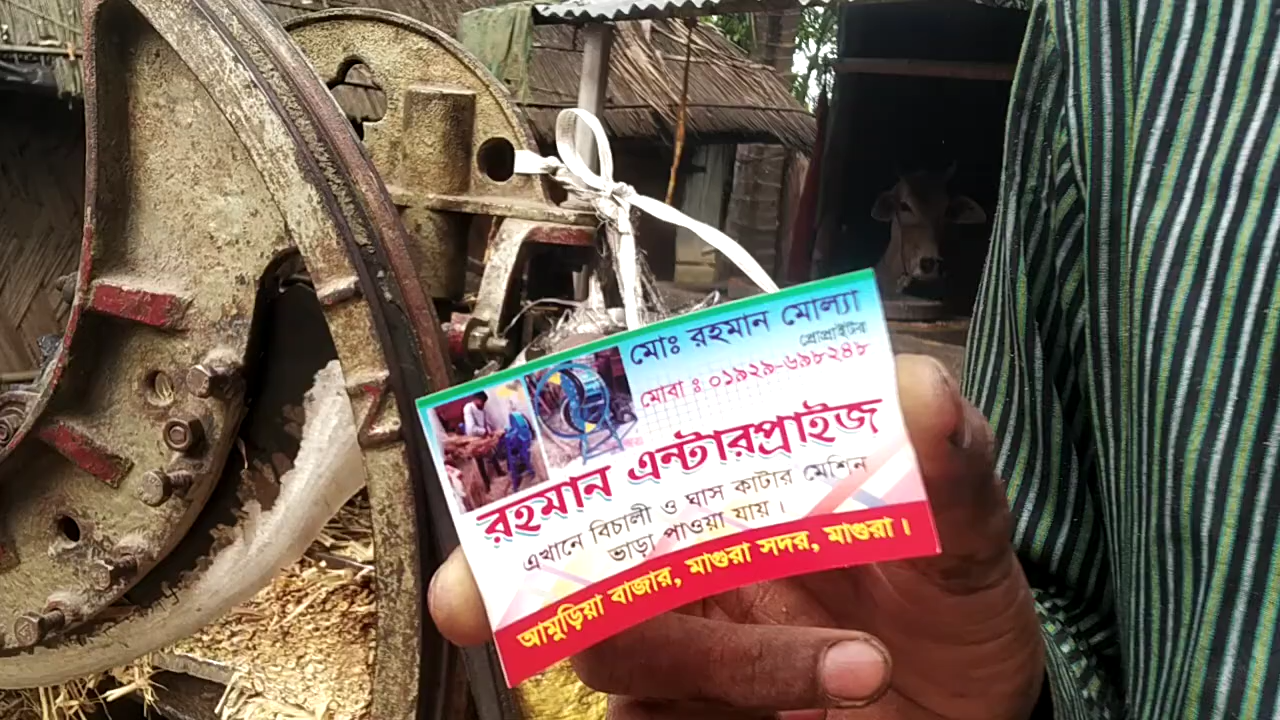 মোঃ রহমান মোল্যা
প্রোপ্রাইটর
মোবা ঃ ০১৯২৯-৬৯৮২৪৮
রহমান এন্টারপ্রাইজ
এখানে বিচালী ও ঘাস কাটার মেশিন
ভাড়া পাওয়া যায়।
আমুড়িয়া বাজার, মাগুরা সদর, মাগুরা।